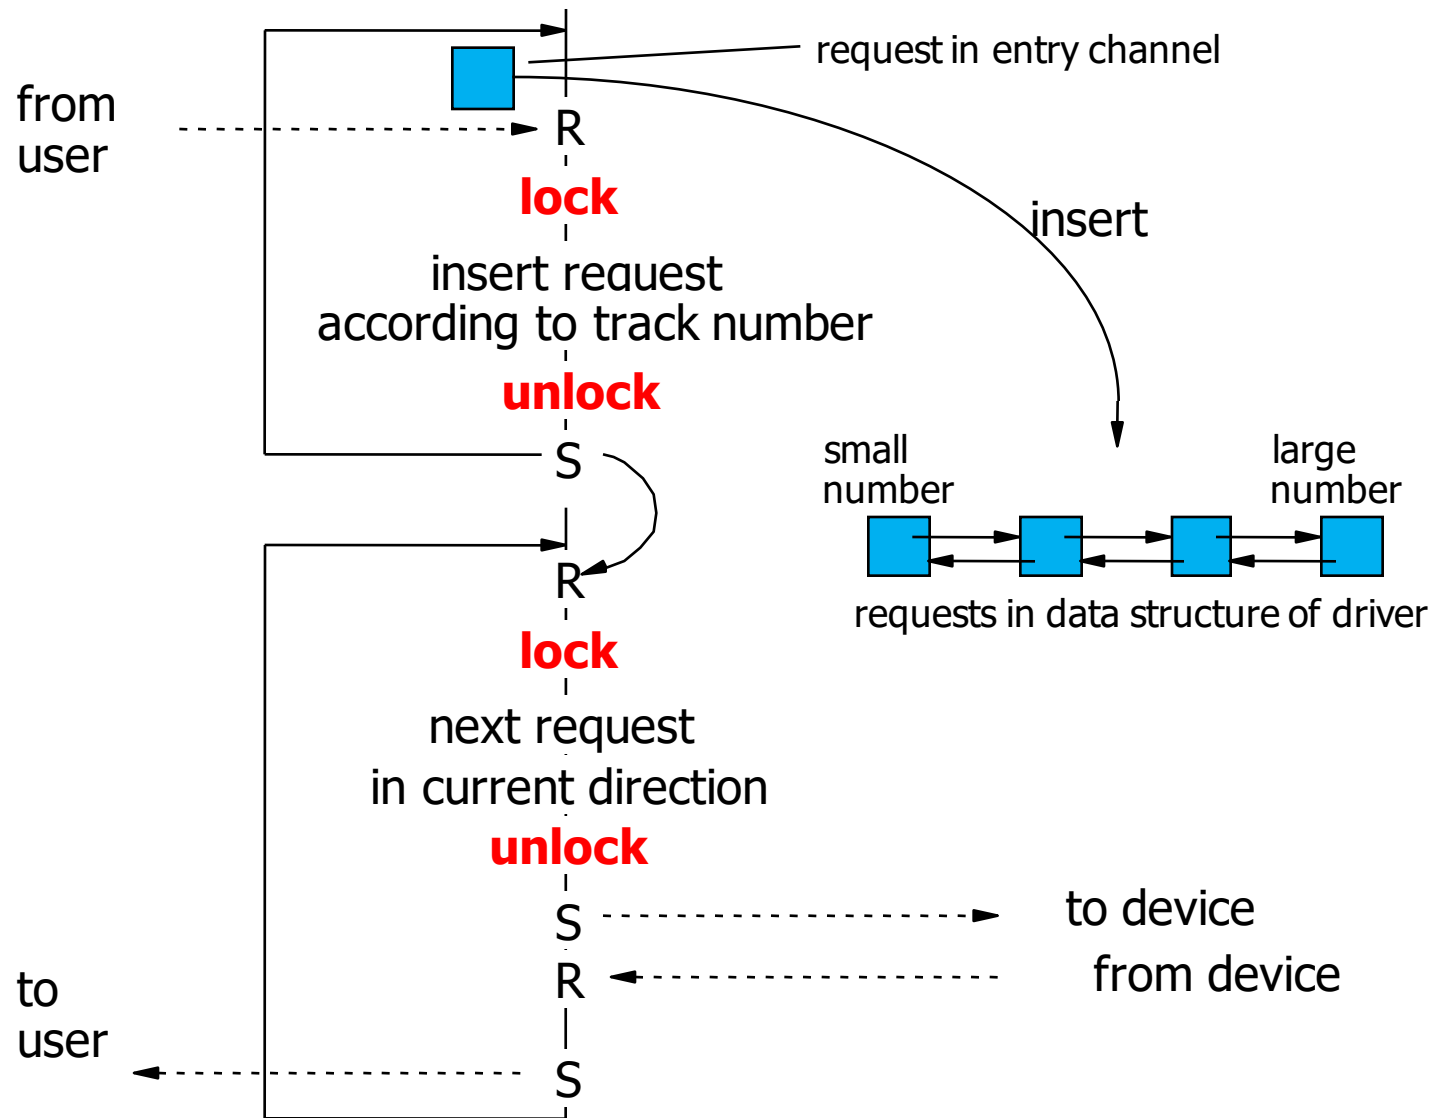 request in entry channel
from
user
R
lock
insert
insert request
according to track number
unlock
S
small
number
large
number
R
requests in data structure of driver
lock
next request
in current direction
unlock
S
to device
R
from device
to
user
S